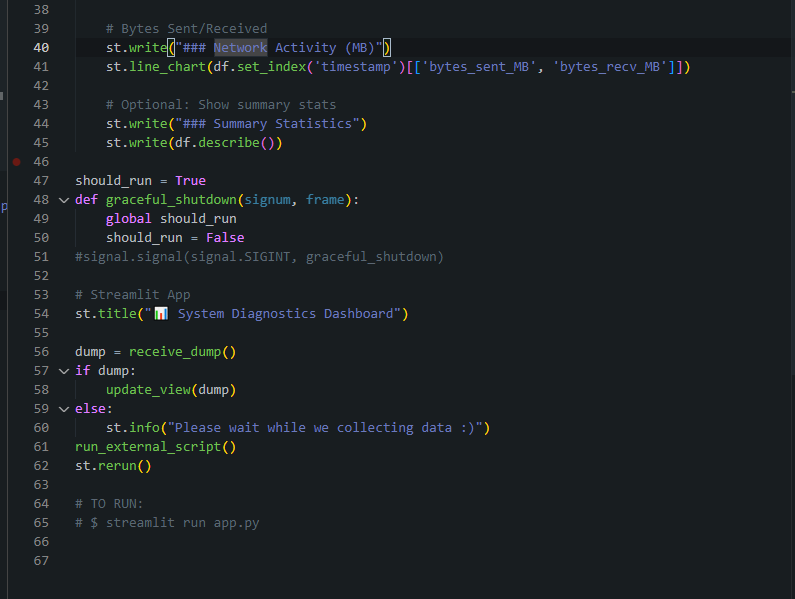 38
39 # Bytes Sent/Received
40 st.write("### Network Activity (MB)")
41 st.line_chart(df.set_index('timestamp')[['bytes_sent_MB', 'bytes_recv_MB']])
42
43 # Optional: Show summary stats
44 st.write("### Summary Statistics")
45 st.write(df.describe())
46
47 should_run = True
48 def graceful_shutdown(signum, frame):
49 global should_run
50 should_run = False
51 #signal.signal(signal.SIGINT, graceful_shutdown)
52
53 # Streamlit App
54 st.title("📊 System Diagnostics Dashboard")
55
56 dump = receive_dump()
57 if dump:
58 update_view(dump)
59 else:
60 st.info("Please wait while we collecting data :)")
61 run_external_script()
62 st.rerun()
63
64 # TO RUN:
65 # $ streamlit run app.py
66
67